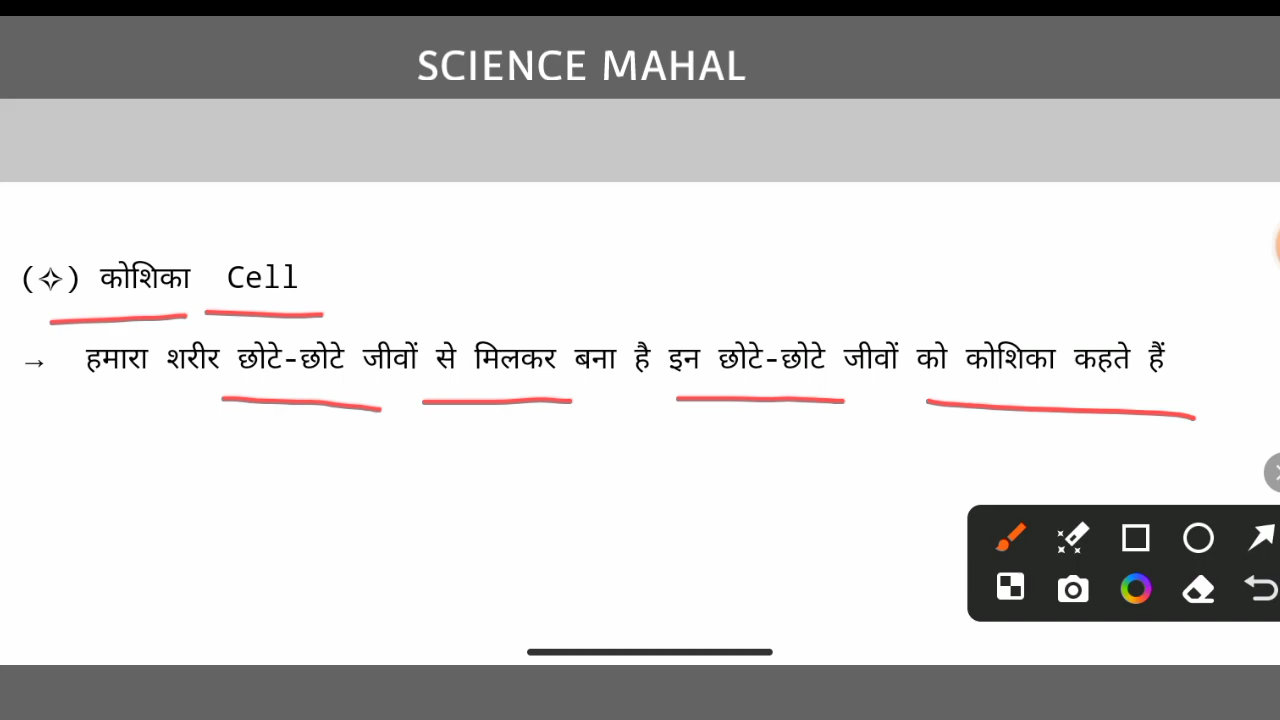 SCIENCE MAHAL
(✧) कोशिका Cell
→ हमारा शरीर छोटे-छोटे जीवों से मिलकर बना है इन छोटे-छोटे जीवों को कोशिका कहते हैं